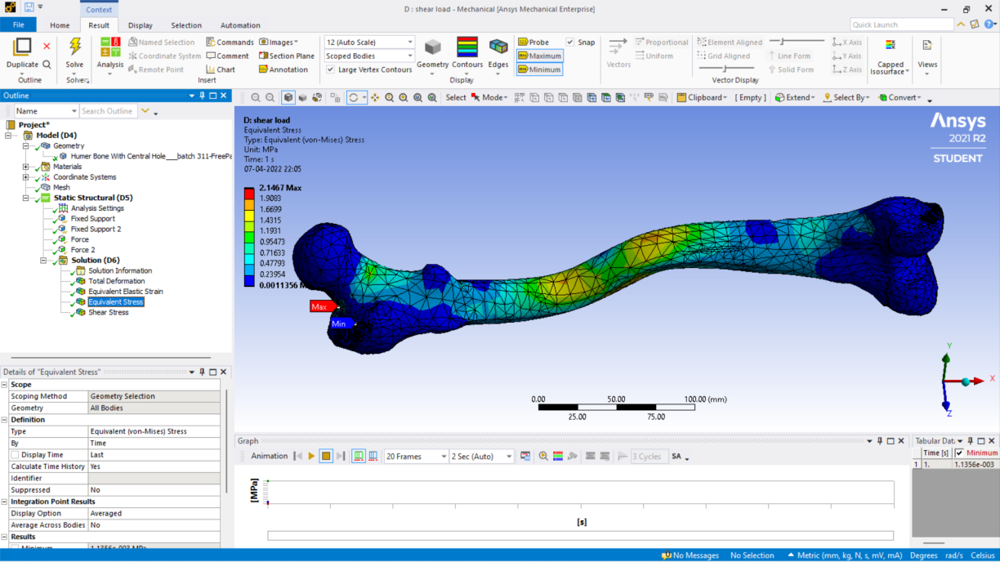 Context
D : shear load - Mechanical [Ansys Mechanical Enterprise]
File Home Result Display Selection Automation
Quick Launch
Duplicate
Outline
Solve
Solver
Analysis
Named Selection
Coordinate System
Remote Point
Commands
Comment
Chart
Images
Section Plane
Annotation
Insert
12 (Auto Scale)
Scoped Bodies
Large Vertex Contours
Geometry Contours Edges
Display
Probe
Maximum
Minimum
Snap
Vectors
Proportional
Uniform
Element Aligned
Grid Aligned
Line Form
Solid Form
X Axis
Y Axis
Z Axis
Vector Display
Capped
Isosurface
Views
Outline
Name Search Outline
Select Mode Clipboard [ Empty ] Extend Select By Convert
Project*
Model (D4)
Geometry
Humer Bone With Central Hole___batch 311-FreePa
Materials
Coordinate Systems
Mesh
Static Structural (D5)
Analysis Settings
Fixed Support
Fixed Support 2
Force
Force 2
Solution (D6)
Solution Information
Total Deformation
Equivalent Elastic Strain
Equivalent Stress
Shear Stress
D: shear load
Equivalent Stress
Type: Equivalent (von-Mises) Stress
Unit: MPa
Time: 1 s
07-04-2022 22:05
2.1467 Max
1.9083
1.6699
1.4315
1.1931
0.95473
0.71633
0.47793
0.23954
0.0011356 M
Max
Min
Ansys
2021 R2
STUDENT
Y
X
Z
0.00 50.00 100.00 (mm)
25.00 75.00
Details of "Equivalent Stress"
Scope
Scoping Method Geometry Selection
Geometry All Bodies
Definition
Type Equivalent (von-Mises) Stress
By Time
Display Time Last
Calculate Time History Yes
Identifier
Suppressed No
Integration Point Results
Display Option Averaged
Average Across Bodies No
Results
Minimum 1.1356e-003 MPa
Graph
Animation 20 Frames 2 Sec (Auto) 3 Cycles SA
[MPa]
[s]
Tabular Dat
Time [s] Minimum
1 1. 1.1356e-003
No Messages No Selection Metric (mm, kg, N, s, mV, mA) Degrees rad/s Celsius